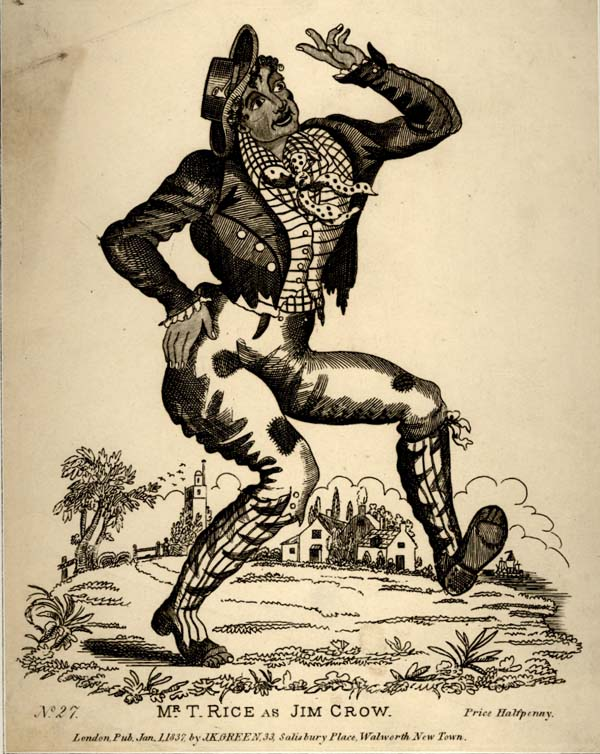 No. 27. MR. T. RICE AS JIM CROW. Price Halfpenny.
London, Pub. Jan. 1, 1837, by J.K. GREEN, 33, Salisbury Place, Walworth New Town.